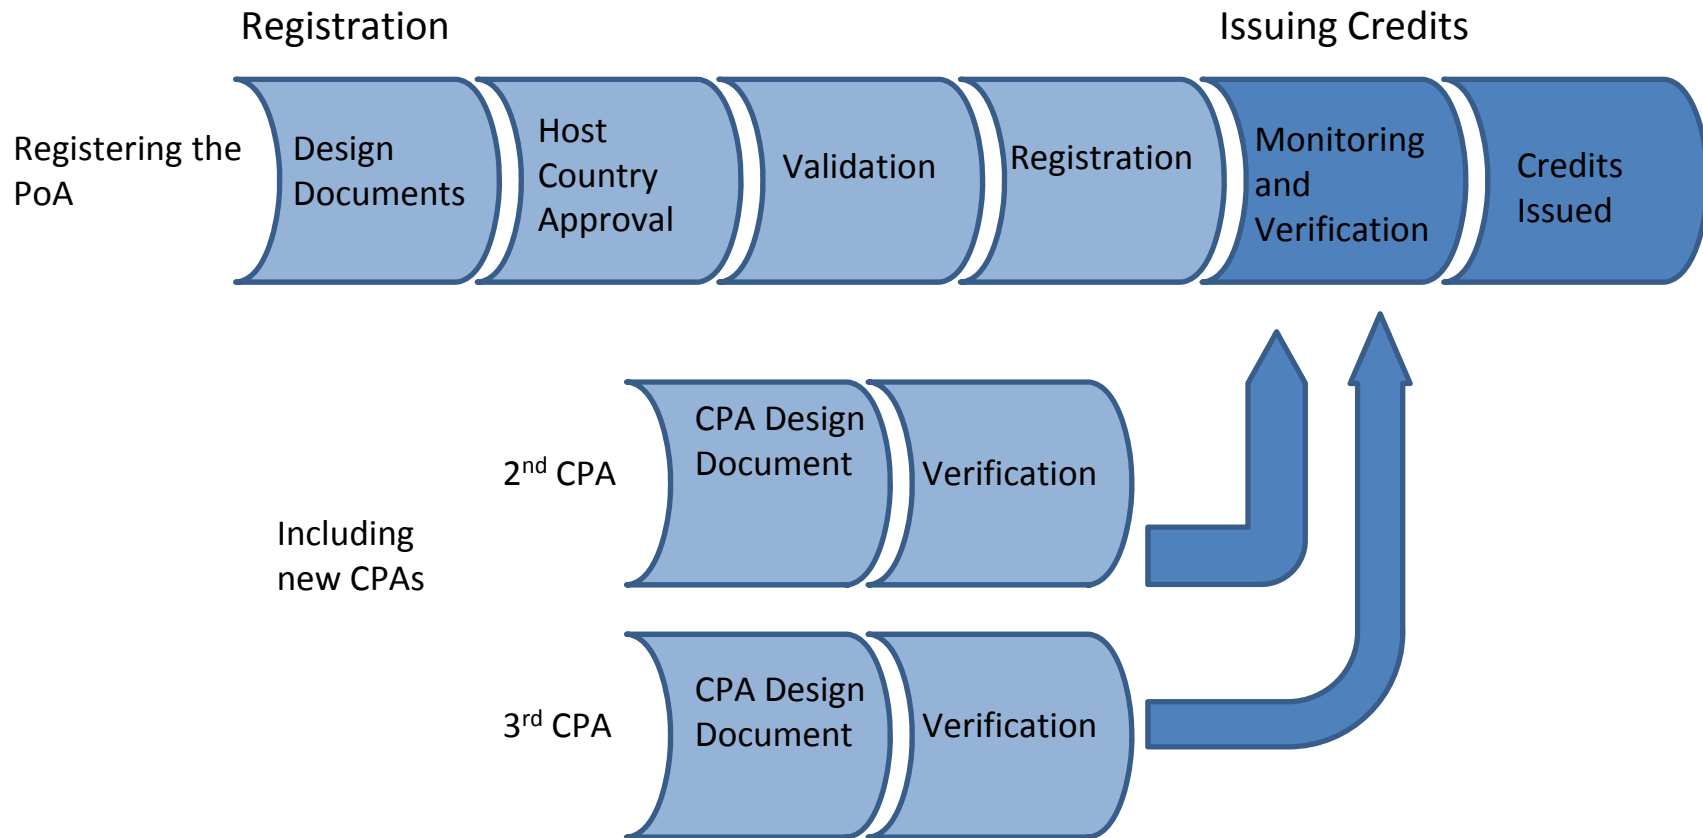 Registration
Issuing Credits
Registering the
PoA
Design
Documents
Host
Country
Approval
Validation
Registration
Monitoring
and
Verification
Credits
Issued
Including
new CPAs
2nd CPA
CPA Design
Document
Verification
3rd CPA
CPA Design
Document
Verification